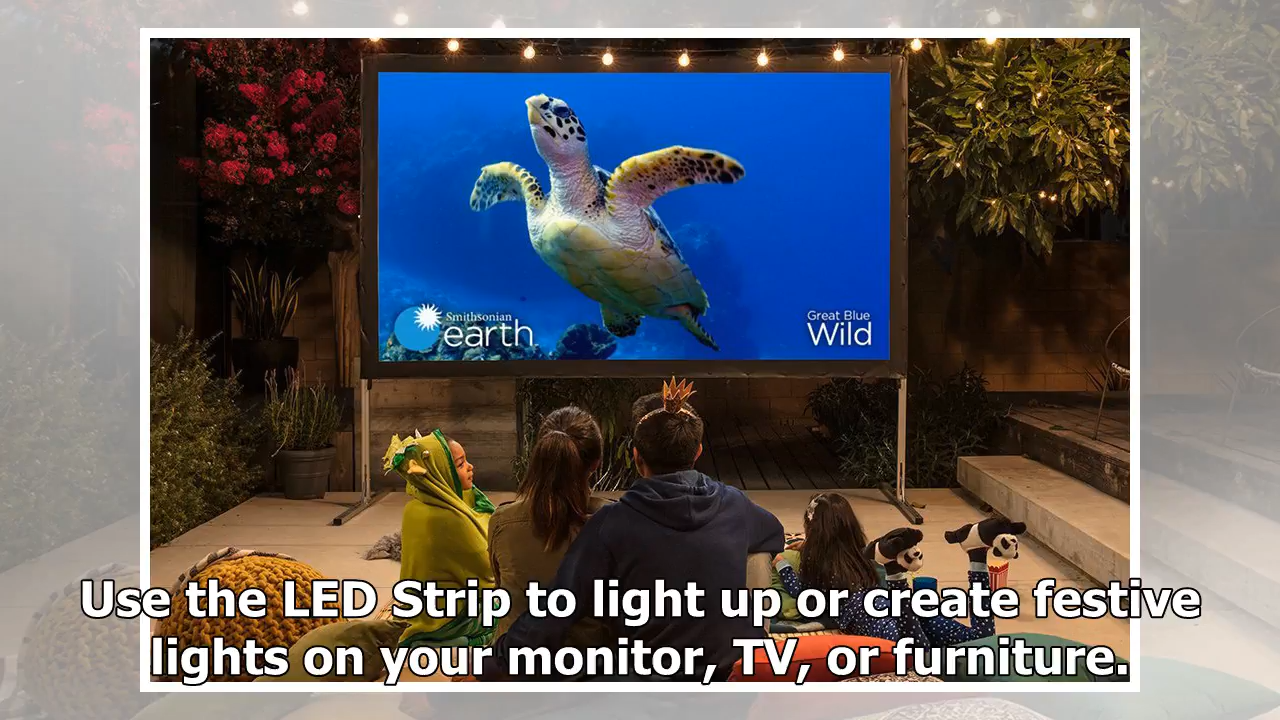 Smithsonian
earth
Great Blue
Wild
Use the LED Strip to light up or create festive
lights on your monitor, TV, or furniture.